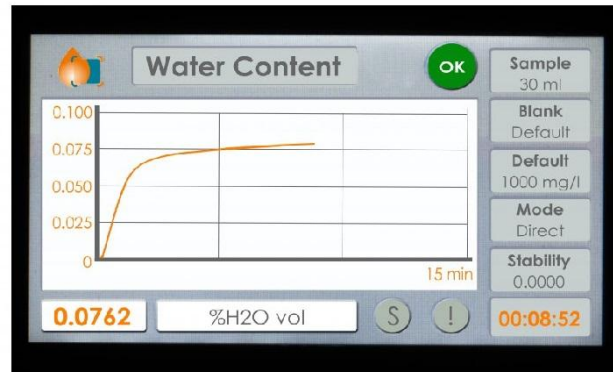 Water Content
OK
0.100
0.075
0.050
0.025
0
15 min
0.0762
%H2O vol
S
!
Sample
30 ml
Blank
Default
Default
1000 mg/l
Mode
Direct
Stability
0.0000
00:08:52